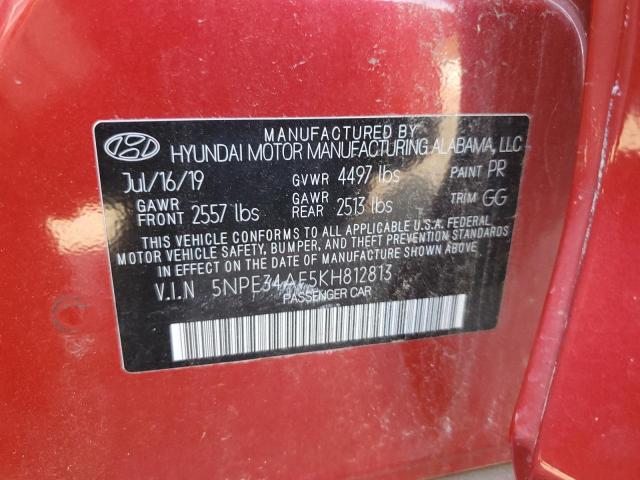 MANUFACTURED BY
HYUNDAI MOTOR MANUFACTURING ALABAMA, LLC
Jul/16/19 GVWR 4497 lbs PAINT PR
GAWR FRONT 2557 lbs GAWR REAR 2513 lbs TRIM GG
THIS VEHICLE CONFORMS TO ALL APPLICABLE U.S.A. FEDERAL
MOTOR VEHICLE SAFETY, BUMPER, AND THEFT PREVENTION STANDARDS
IN EFFECT ON THE DATE OF MANUFACTURE SHOWN ABOVE.
V.I.N 5NPE34AF5KH812813
PASSENGER CAR